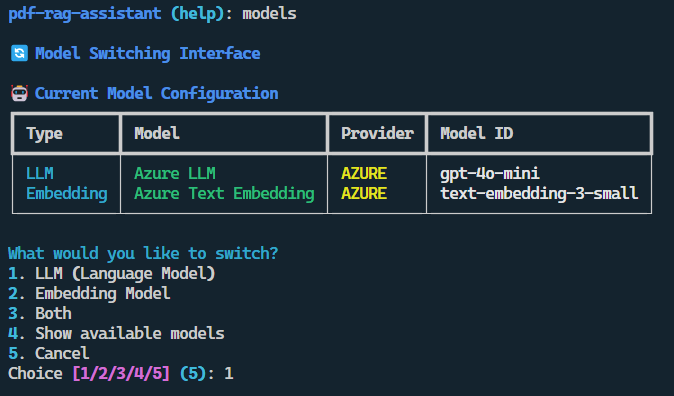 pdf-rag-assistant (help): models
Model Switching Interface
Current Model Configuration
Type Model Provider Model ID
LLM Azure LLM AZURE gpt-4o-mini
Embedding Azure Text Embedding AZURE text-embedding-3-small
What would you like to switch?
1. LLM (Language Model)
2. Embedding Model
3. Both
4. Show available models
5. Cancel
Choice [1/2/3/4/5] (5): 1